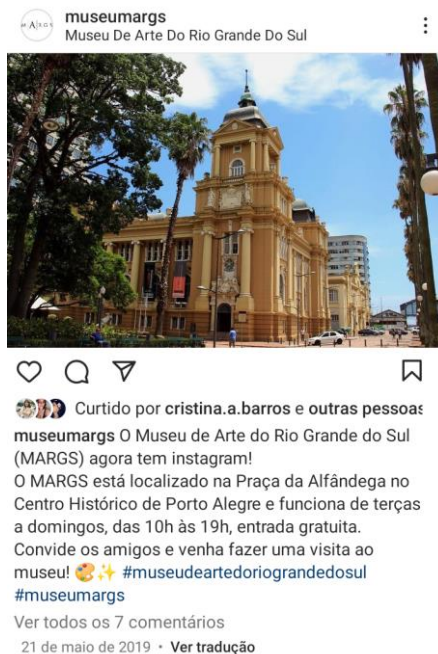 M|A|R|G|S
museumargs
Museu De Arte Do Rio Grande Do Sul
Curtido por cristina.a.barros e outras pessoas
museumargs O Museu de Arte do Rio Grande do Sul
(MARGS) agora tem instagram!
O MARGS está localizado na Praça da Alfândega no
Centro Histórico de Porto Alegre e funciona de terças
a domingos, das 10h às 19h, entrada gratuita.
Convide os amigos e venha fazer uma visita ao
museu! 🎨✨ #museudeartedoriograndedosul
#museumargs
Ver todos os 7 comentários
21 de maio de 2019 • Ver tradução